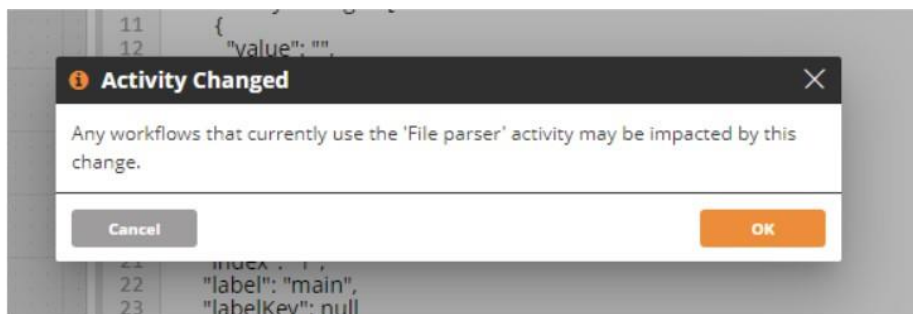 11 {
12 "value": "",
Activity Changed
Any workflows that currently use the 'File parser' activity may be impacted by this
change.
Cancel OK
21 "index": "1",
22 "label": "main",
23 "labelKey": null